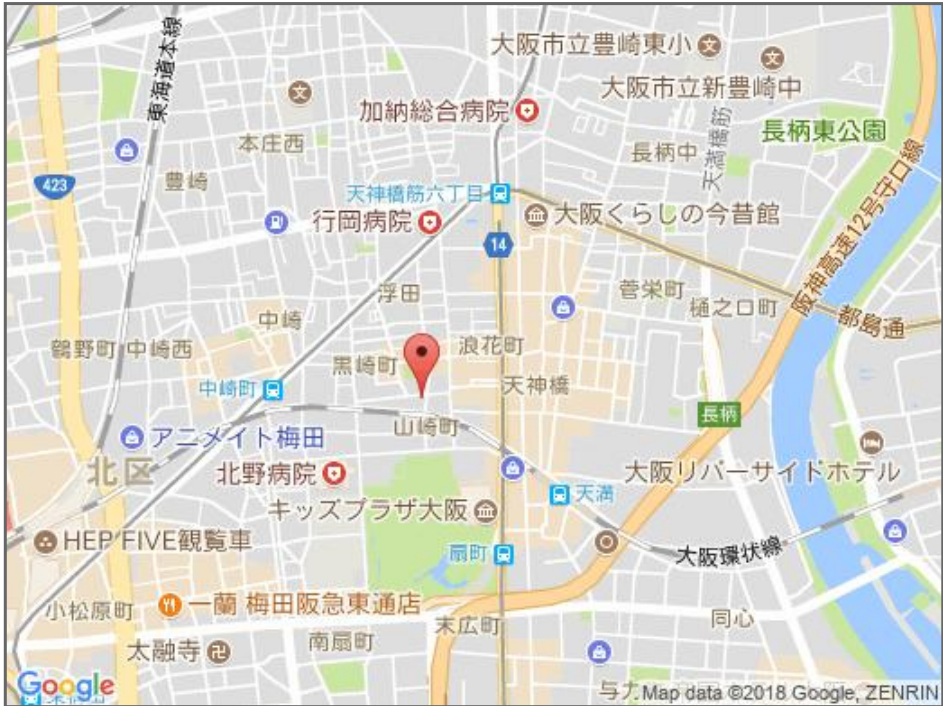 東海道本線
大阪市立豊崎東小
大阪市立新豊崎中
加納総合病院
長柄東公園
本庄西
長柄中
天満橋筋
豊崎
423
天神橋筋六丁目
行岡病院
大阪くらしの今昔館
14
阪神高速12号守口線
浮田
菅栄町
樋之口町
中崎
都島通
鶴野町
中崎西
黒崎町
浪花町
中崎町
天神橋
長柄
山崎町
アニメイト梅田
北区
北野病院
大阪リバーサイドホテル
キッズプラザ大阪
天満
HEP FIVE観覧車
扇町
大阪環状線
小松原町
一蘭 梅田阪急東通店
末広町
同心
南扇町
太融寺
Google
Map data ©2018 Google, ZENRIN